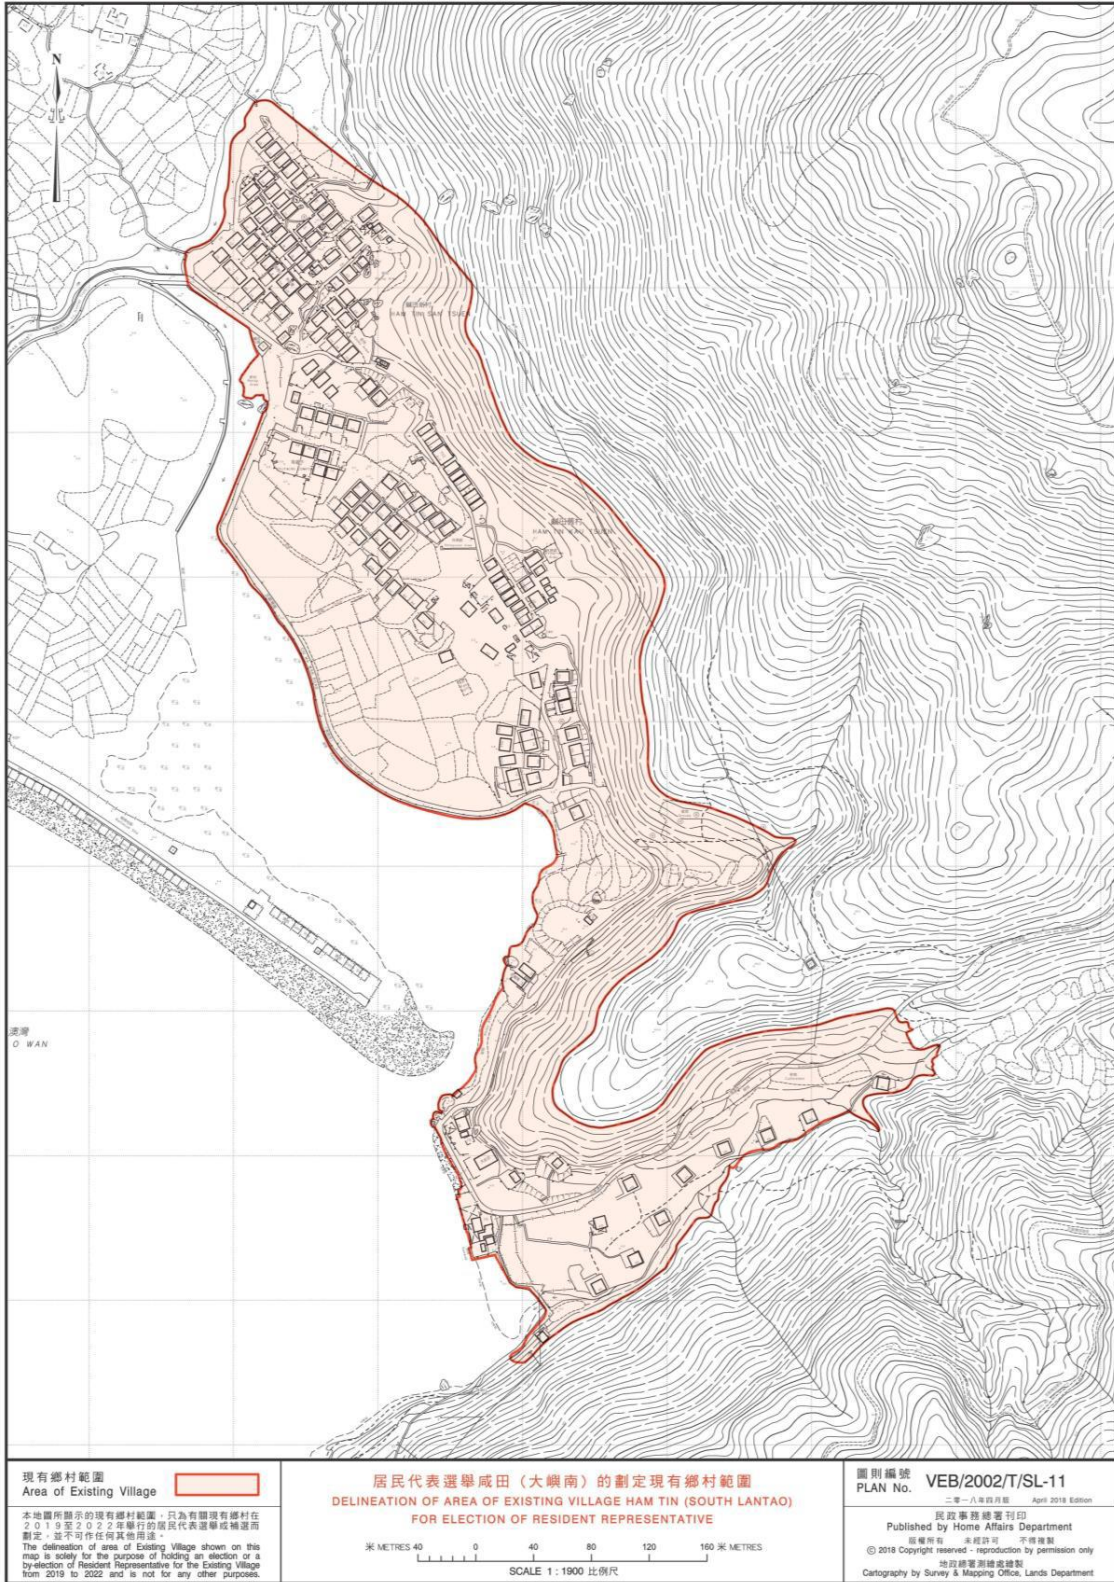 N
鹹田新村
HAM TIN SAN TSUEN
鹹田舊村
HAM TIN KAU TSUEN
澳灣
O WAN
現有鄉村範圍
Area of Existing Village
本地圖所顯示的現有鄉村範圍，只為有關現有鄉村在
２０１９至２０２２年舉行的居民代表選舉或補選而
劃定，並不可作任何其他用途。
The delineation of area of Existing Village shown on this
map is solely for the purpose of holding an election or a
by-election of Resident Representative for the Existing Village
from 2019 to 2022 and is not for any other purposes.
居民代表選舉咸田（大嶼南）的劃定現有鄉村範圍
DELINEATION OF AREA OF EXISTING VILLAGE HAM TIN (SOUTH LANTAO)
FOR ELECTION OF RESIDENT REPRESENTATIVE
米 METRES 40 0 40 80 120 160 米 METRES
SCALE 1 : 1900 比例尺
圖則編號
PLAN No. VEB/2002/T/SL-11
二零一八年四月版 April 2018 Edition
民政事務總署刊印
Published by Home Affairs Department
版權所有 未經許可 不得複製
© 2018 Copyright reserved - reproduction by permission only
地政總署測繪處繪製
Cartography by Survey & Mapping Office, Lands Department